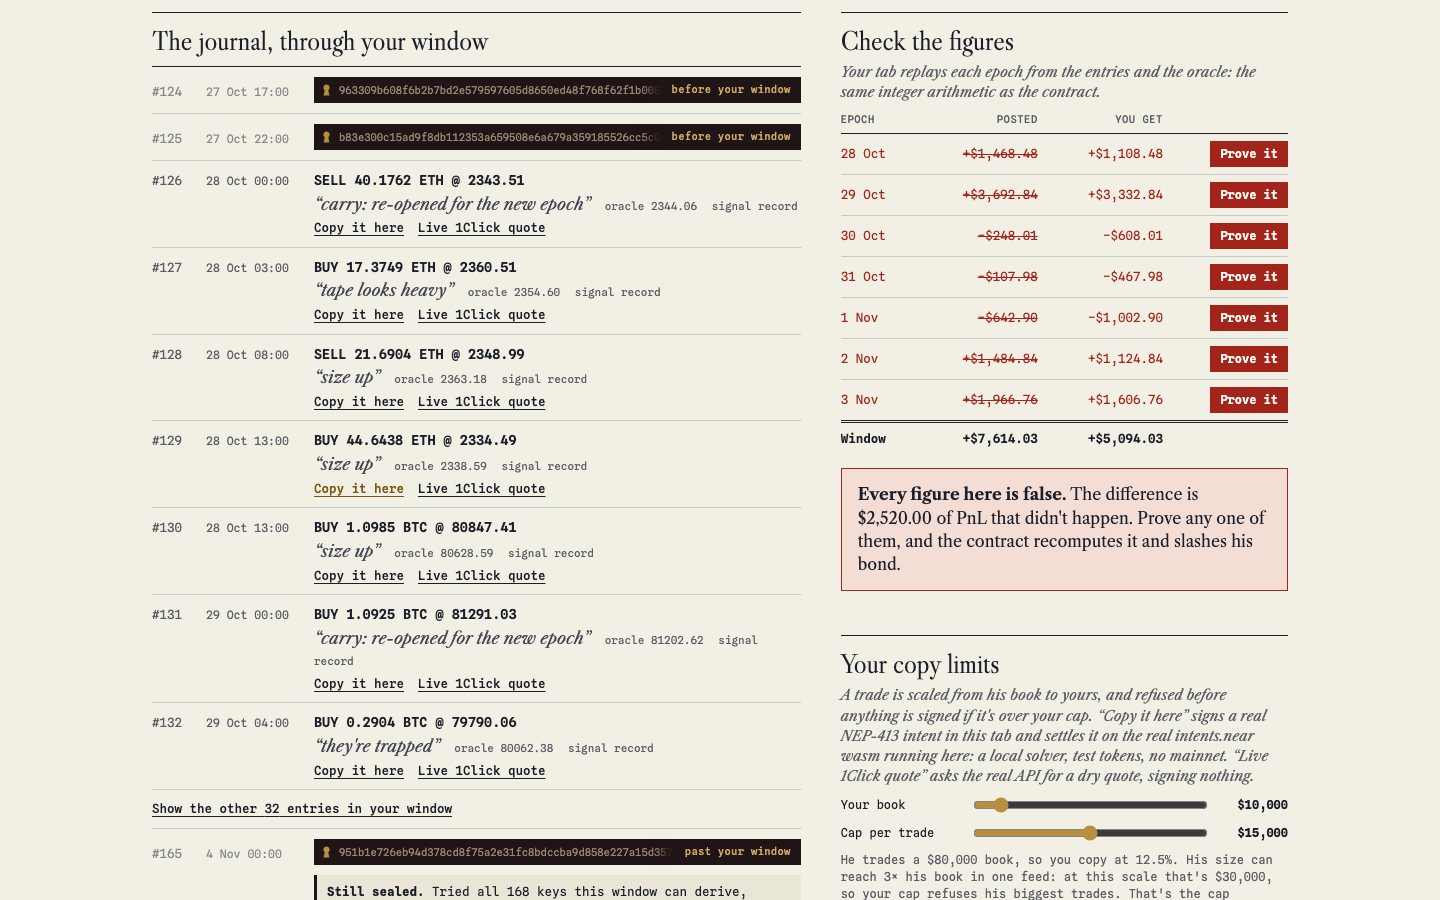 The journal, through your window
#124 27 Oct 17:00 963309b608f6b2b7bd2e579597605d8650ed48f768f62f1b00 before your window
#125 27 Oct 22:00 b83e300c15ad9f8db112353a659508e6a679a359185526cc5c before your window
#126 28 Oct 00:00 SELL 40.1762 ETH @ 2343.51
“carry: re-opened for the new epoch” oracle 2344.06 signal record
Copy it here Live 1Click quote
#127 28 Oct 03:00 BUY 17.3749 ETH @ 2360.51
“tape looks heavy” oracle 2354.60 signal record
Copy it here Live 1Click quote
#128 28 Oct 08:00 SELL 21.6904 ETH @ 2348.99
“size up” oracle 2363.18 signal record
Copy it here Live 1Click quote
#129 28 Oct 13:00 BUY 44.6438 ETH @ 2334.49
“size up” oracle 2338.59 signal record
Copy it here Live 1Click quote
#130 28 Oct 13:00 BUY 1.0985 BTC @ 80847.41
“size up” oracle 80628.59 signal record
Copy it here Live 1Click quote
#131 29 Oct 00:00 BUY 1.0925 BTC @ 81291.03
“carry: re-opened for the new epoch” oracle 81202.62 signal
record
Copy it here Live 1Click quote
#132 29 Oct 04:00 BUY 0.2904 BTC @ 79790.06
“they're trapped” oracle 80062.38 signal record
Copy it here Live 1Click quote
Show the other 32 entries in your window
#165 4 Nov 00:00 951b1e726eb94d378cd8f75a2e31fc8bdccba9d858e227a15d35 past your window
Still sealed. Tried all 168 keys this window can derive,
Check the figures
Your tab replays each epoch from the entries and the oracle: the
same integer arithmetic as the contract.
EPOCH POSTED YOU GET
28 Oct +$1,468.48 +$1,108.48 Prove it
29 Oct +$3,692.84 +$3,332.84 Prove it
30 Oct −$248.01 −$608.01 Prove it
31 Oct −$107.98 −$467.98 Prove it
1 Nov −$642.90 −$1,002.90 Prove it
2 Nov +$1,484.84 +$1,124.84 Prove it
3 Nov +$1,966.76 +$1,606.76 Prove it
Window +$7,614.03 +$5,094.03
Every figure here is false. The difference is
$2,520.00 of PnL that didn't happen. Prove any one of
them, and the contract recomputes it and slashes his
bond.
Your copy limits
A trade is scaled from his book to yours, and refused before
anything is signed if it's over your cap. “Copy it here” signs a real
NEP-413 intent in this tab and settles it on the real intents.near
wasm running here: a local solver, test tokens, no mainnet. “Live
1Click quote” asks the real API for a dry quote, signing nothing.
Your book $10,000
Cap per trade $15,000
He trades a $80,000 book, so you copy at 12.5%. His size can
reach 3× his book in one feed: at this scale that's $30,000,
so your cap refuses his biggest trades. That's the cap